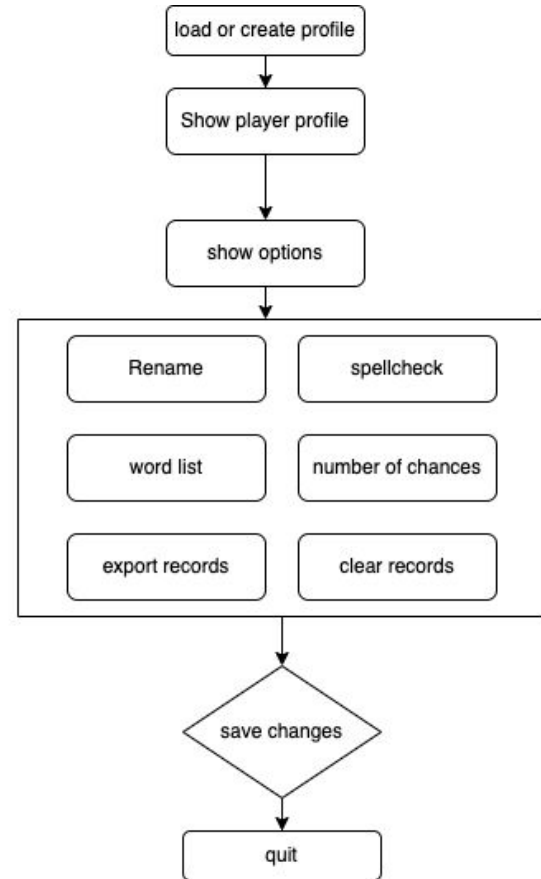 load or create profile
Show player profile
show options
Rename
spellcheck
word list
number of chances
export records
clear records
save changes
quit